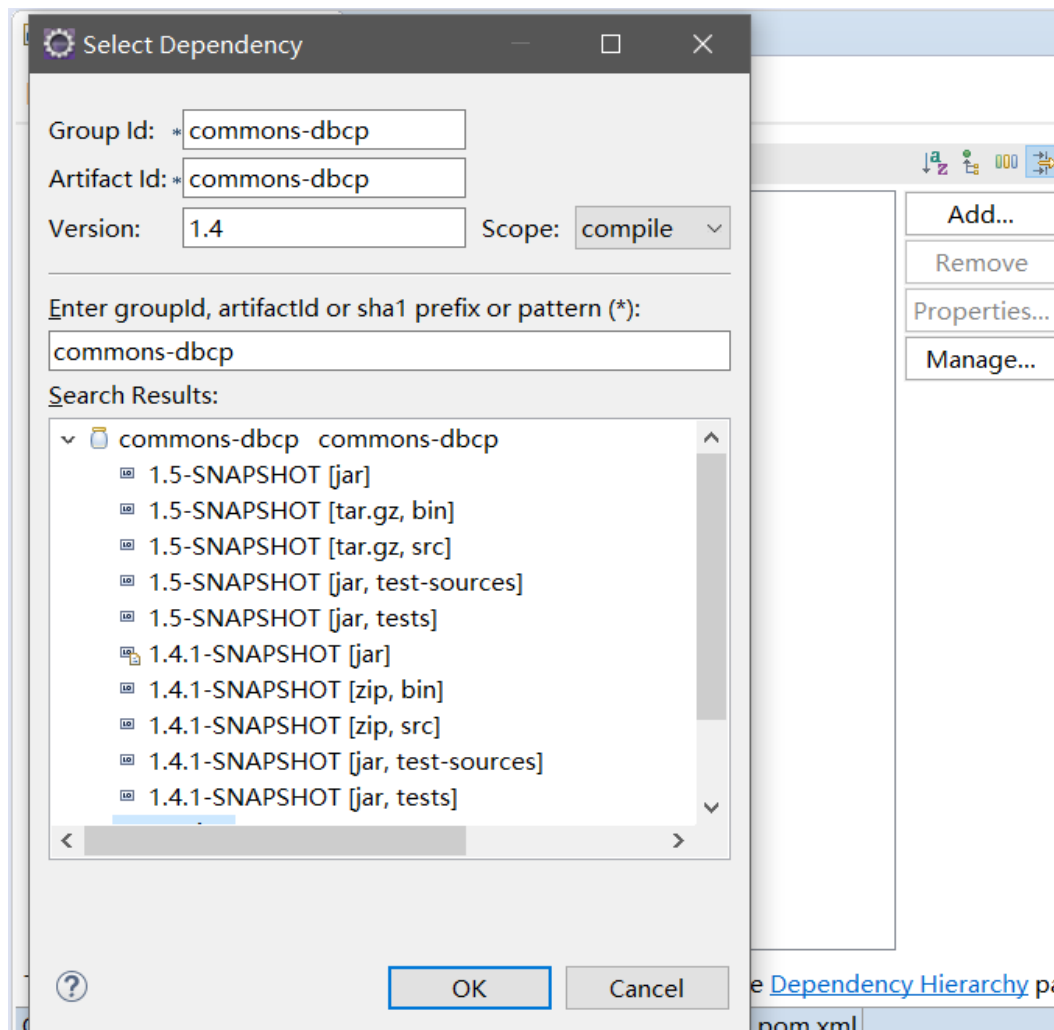 Select Dependency
Group Id: * commons-dbcp
Artifact Id: * commons-dbcp
Version: 1.4 Scope: compile
Enter groupId, artifactId or sha1 prefix or pattern (*):
commons-dbcp
Search Results:
commons-dbcp commons-dbcp
1.5-SNAPSHOT [jar]
1.5-SNAPSHOT [tar.gz, bin]
1.5-SNAPSHOT [tar.gz, src]
1.5-SNAPSHOT [jar, test-sources]
1.5-SNAPSHOT [jar, tests]
1.4.1-SNAPSHOT [jar]
1.4.1-SNAPSHOT [zip, bin]
1.4.1-SNAPSHOT [zip, src]
1.4.1-SNAPSHOT [jar, test-sources]
1.4.1-SNAPSHOT [jar, tests]
OK Cancel
Add...
Remove
Properties...
Manage...
Dependency Hierarchy
pom.xml